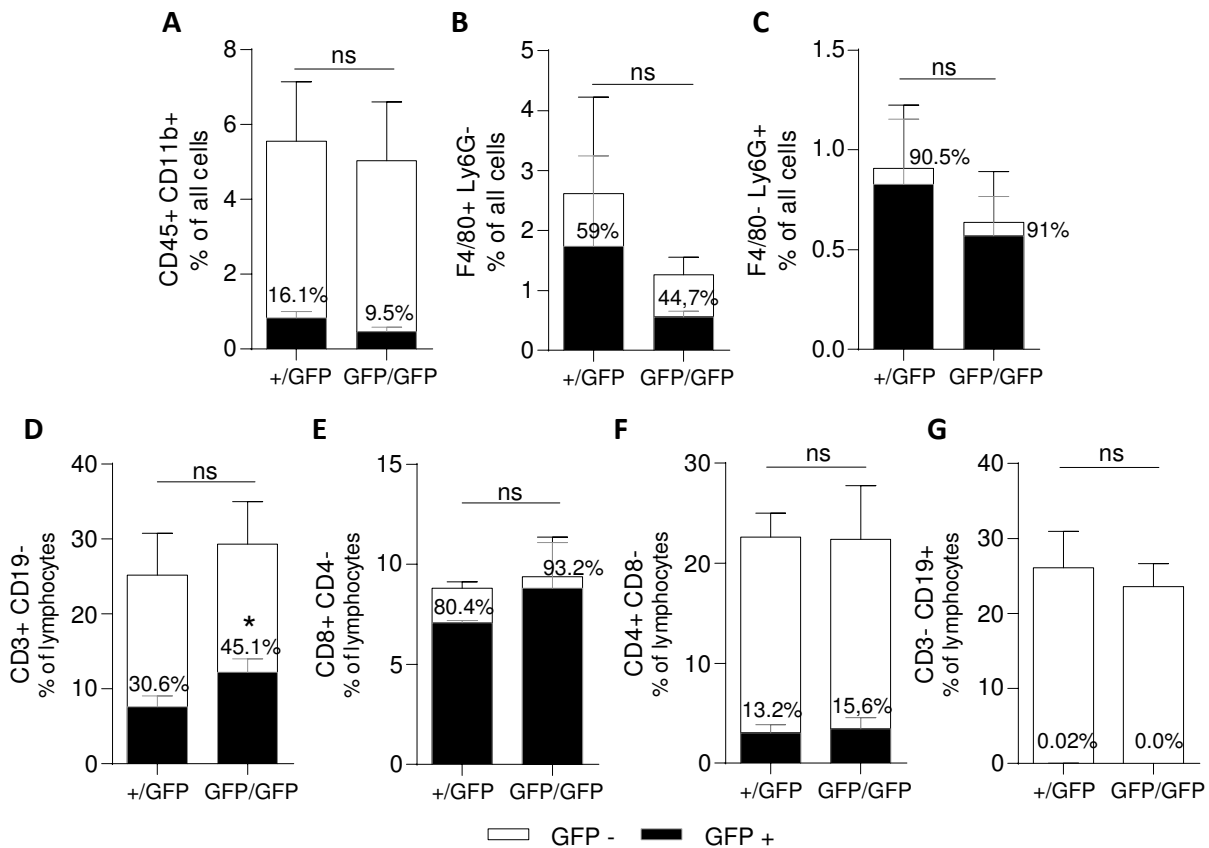 A
CD45+ CD11b+
% of all cells
8
6
4
2
0
ns
16.1%
9.5%
+/GFP
GFP/GFP
B
F4/80+ Ly6G-
% of all cells
5
4
3
2
1
0
ns
59%
44,7%
+/GFP
GFP/GFP
C
F4/80- Ly6G+
% of all cells
1.5
1.0
0.5
0.0
ns
90.5%
91%
+/GFP
GFP/GFP
D
CD3+ CD19-
% of lymphocytes
40
30
20
10
0
ns
30.6%
*
45.1%
+/GFP
GFP/GFP
E
CD8+ CD4-
% of lymphocytes
15
10
5
0
ns
80.4%
93.2%
+/GFP
GFP/GFP
F
CD4+ CD8-
% of lymphocytes
30
20
10
0
ns
13.2%
15,6%
+/GFP
GFP/GFP
G
CD3- CD19+
% of lymphocytes
40
30
20
10
0
ns
0.02%
0.0%
+/GFP
GFP/GFP
GFP -
GFP +